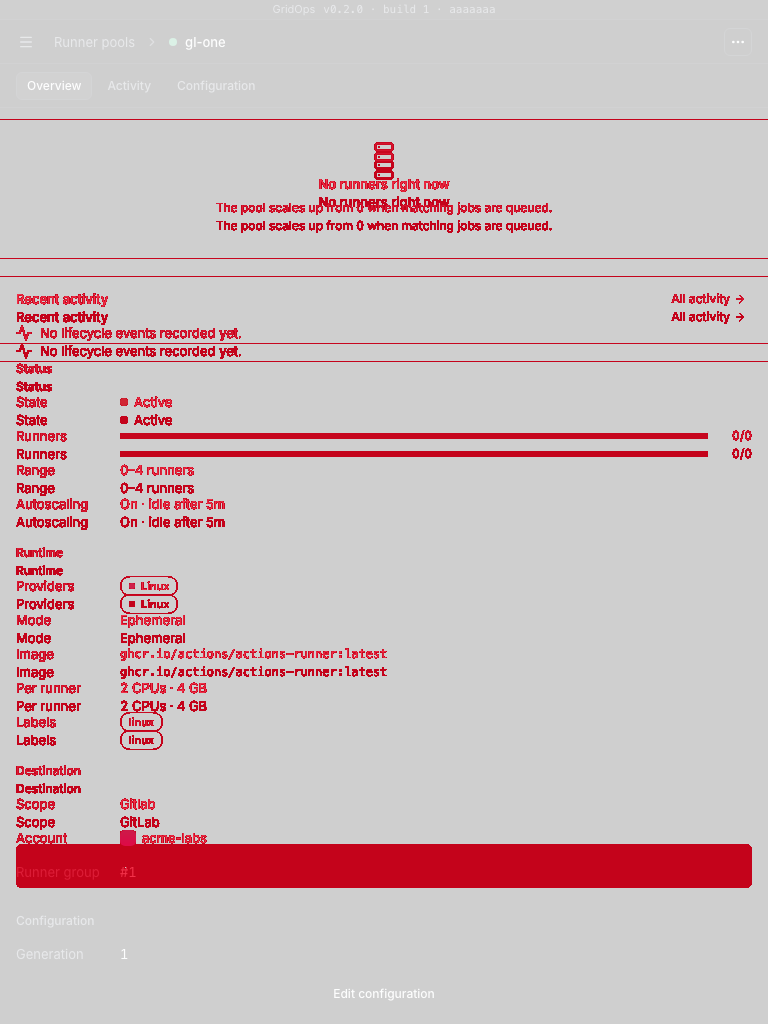 GridOps v0.2.0 · build 1 · aaaaaaa
Runner pools > gl-one
Overview Activity Configuration
No runners right now
No runners right now
The pool scales up from 0 when matching jobs are queued.
The pool scales up from 0 when matching jobs are queued.
Recent activity All activity →
Recent activity All activity →
No lifecycle events recorded yet.
No lifecycle events recorded yet.
Status
Status
State Active
State Active
Runners 0/0
Runners 0/0
Range 0–4 runners
Range 0–4 runners
Autoscaling On · idle after 5m
Autoscaling On · idle after 5m
Runtime
Runtime
Providers Linux
Providers Linux
Mode Ephemeral
Mode Ephemeral
Image ghcr.io/actions/actions-runner:latest
Image ghcr.io/actions/actions-runner:latest
Per runner 2 CPUs · 4 GB
Per runner 2 CPUs · 4 GB
Labels linux
Labels linux
Destination
Destination
Scope GitLab
Scope GitLab
Account acme-labs
Runner group #1
Configuration
Generation 1
Edit configuration